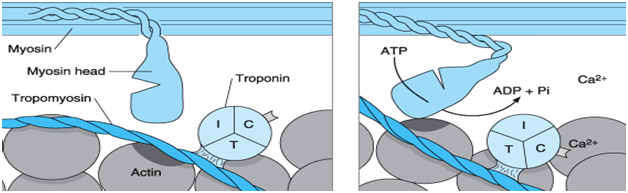 Myosin
Myosin head
Tropomyosin
Troponin
I C
T
Actin
ATP
ADP + Pi
Ca2+
I
T C
Ca2+